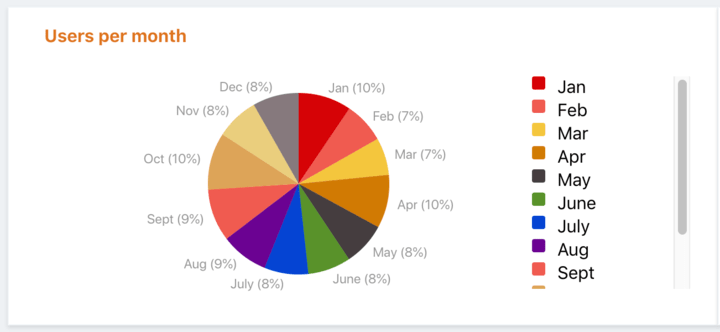 Users per month
Dec (8%)
Jan (10%)
Nov (8%)
Feb (7%)
Oct (10%)
Mar (7%)
Sept (9%)
Apr (10%)
Aug (9%)
May (8%)
July (8%)
June (8%)
Jan
Feb
Mar
Apr
May
June
July
Aug
Sept